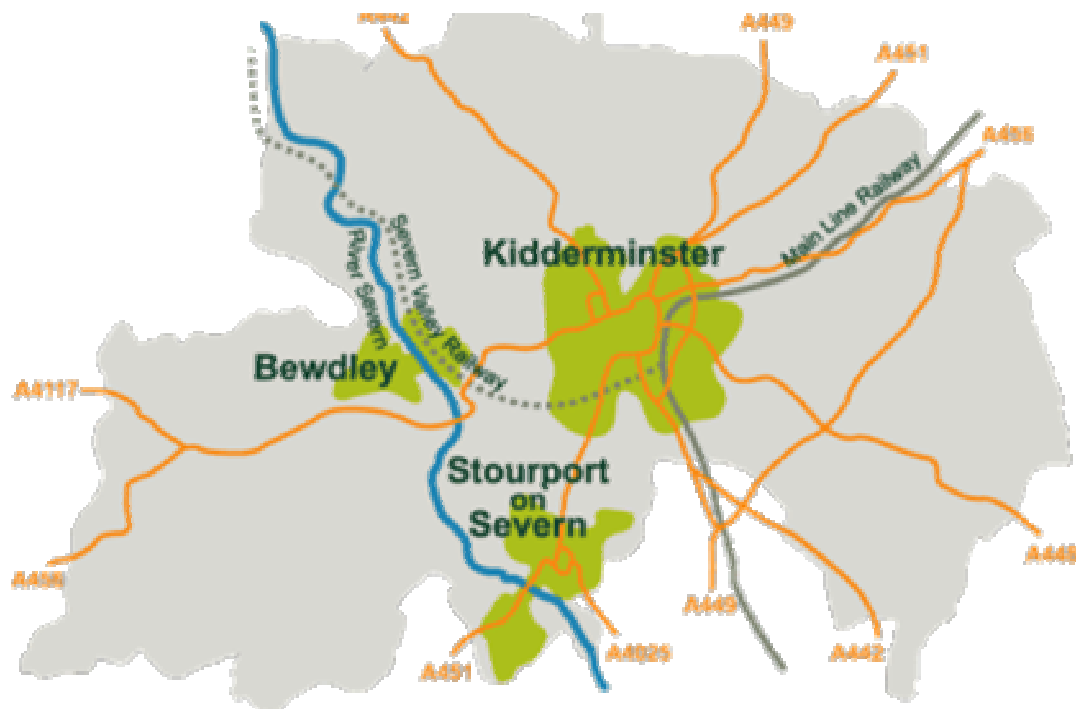 A442
A449
A451
A456
Main Line Railway
Kidderminster
Severn Valley Railway
River Severn
Bewdley
A4117
Stourport
on
Severn
A456
A448
A449
A442
A4025
A451